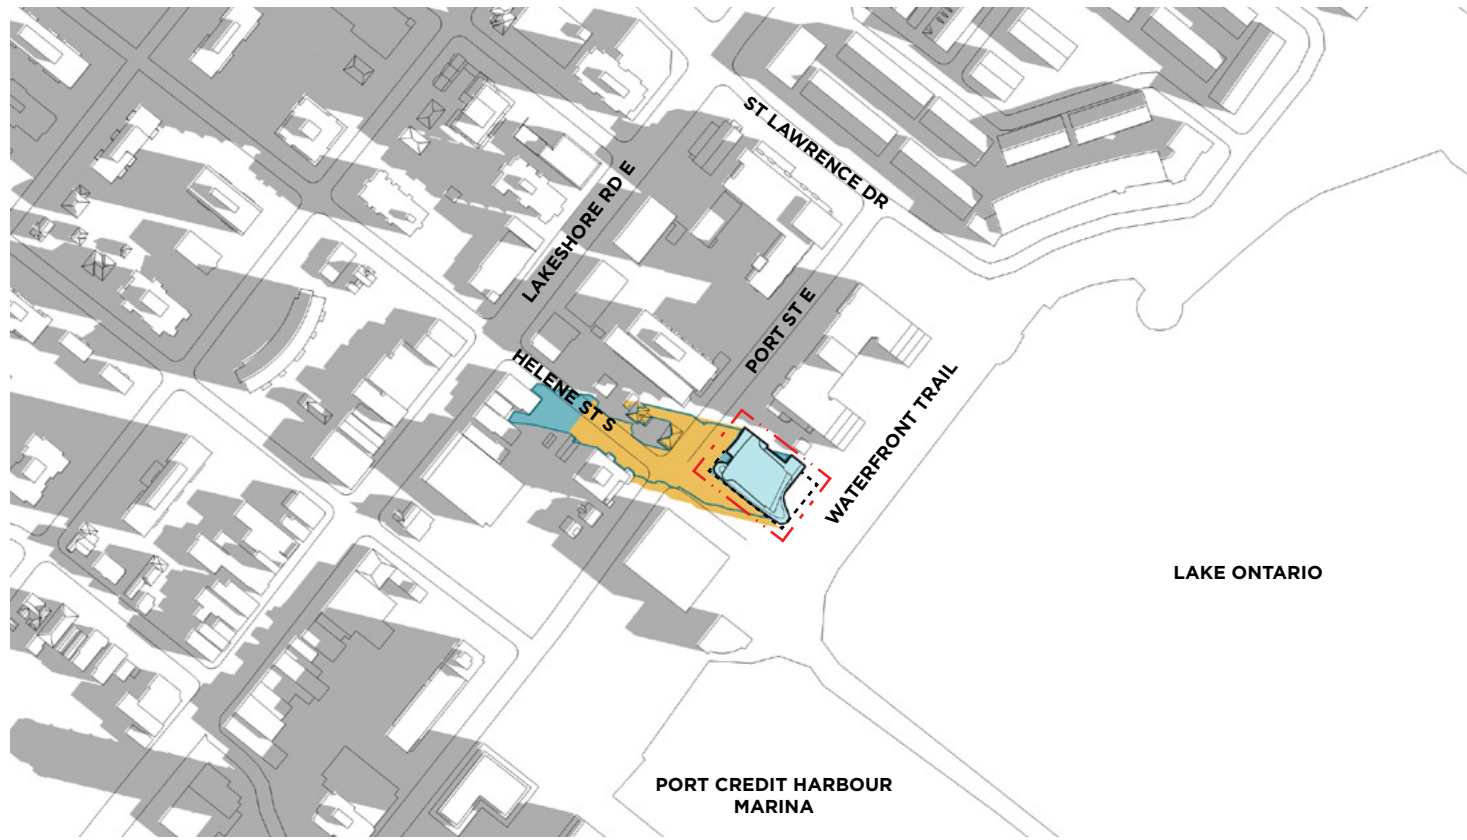 ST LAWRENCE DR
LAKESHORE RD E
PORT ST E
HELENE ST S
WATERFRONT TRAIL
LAKE ONTARIO
PORT CREDIT HARBOUR
MARINA